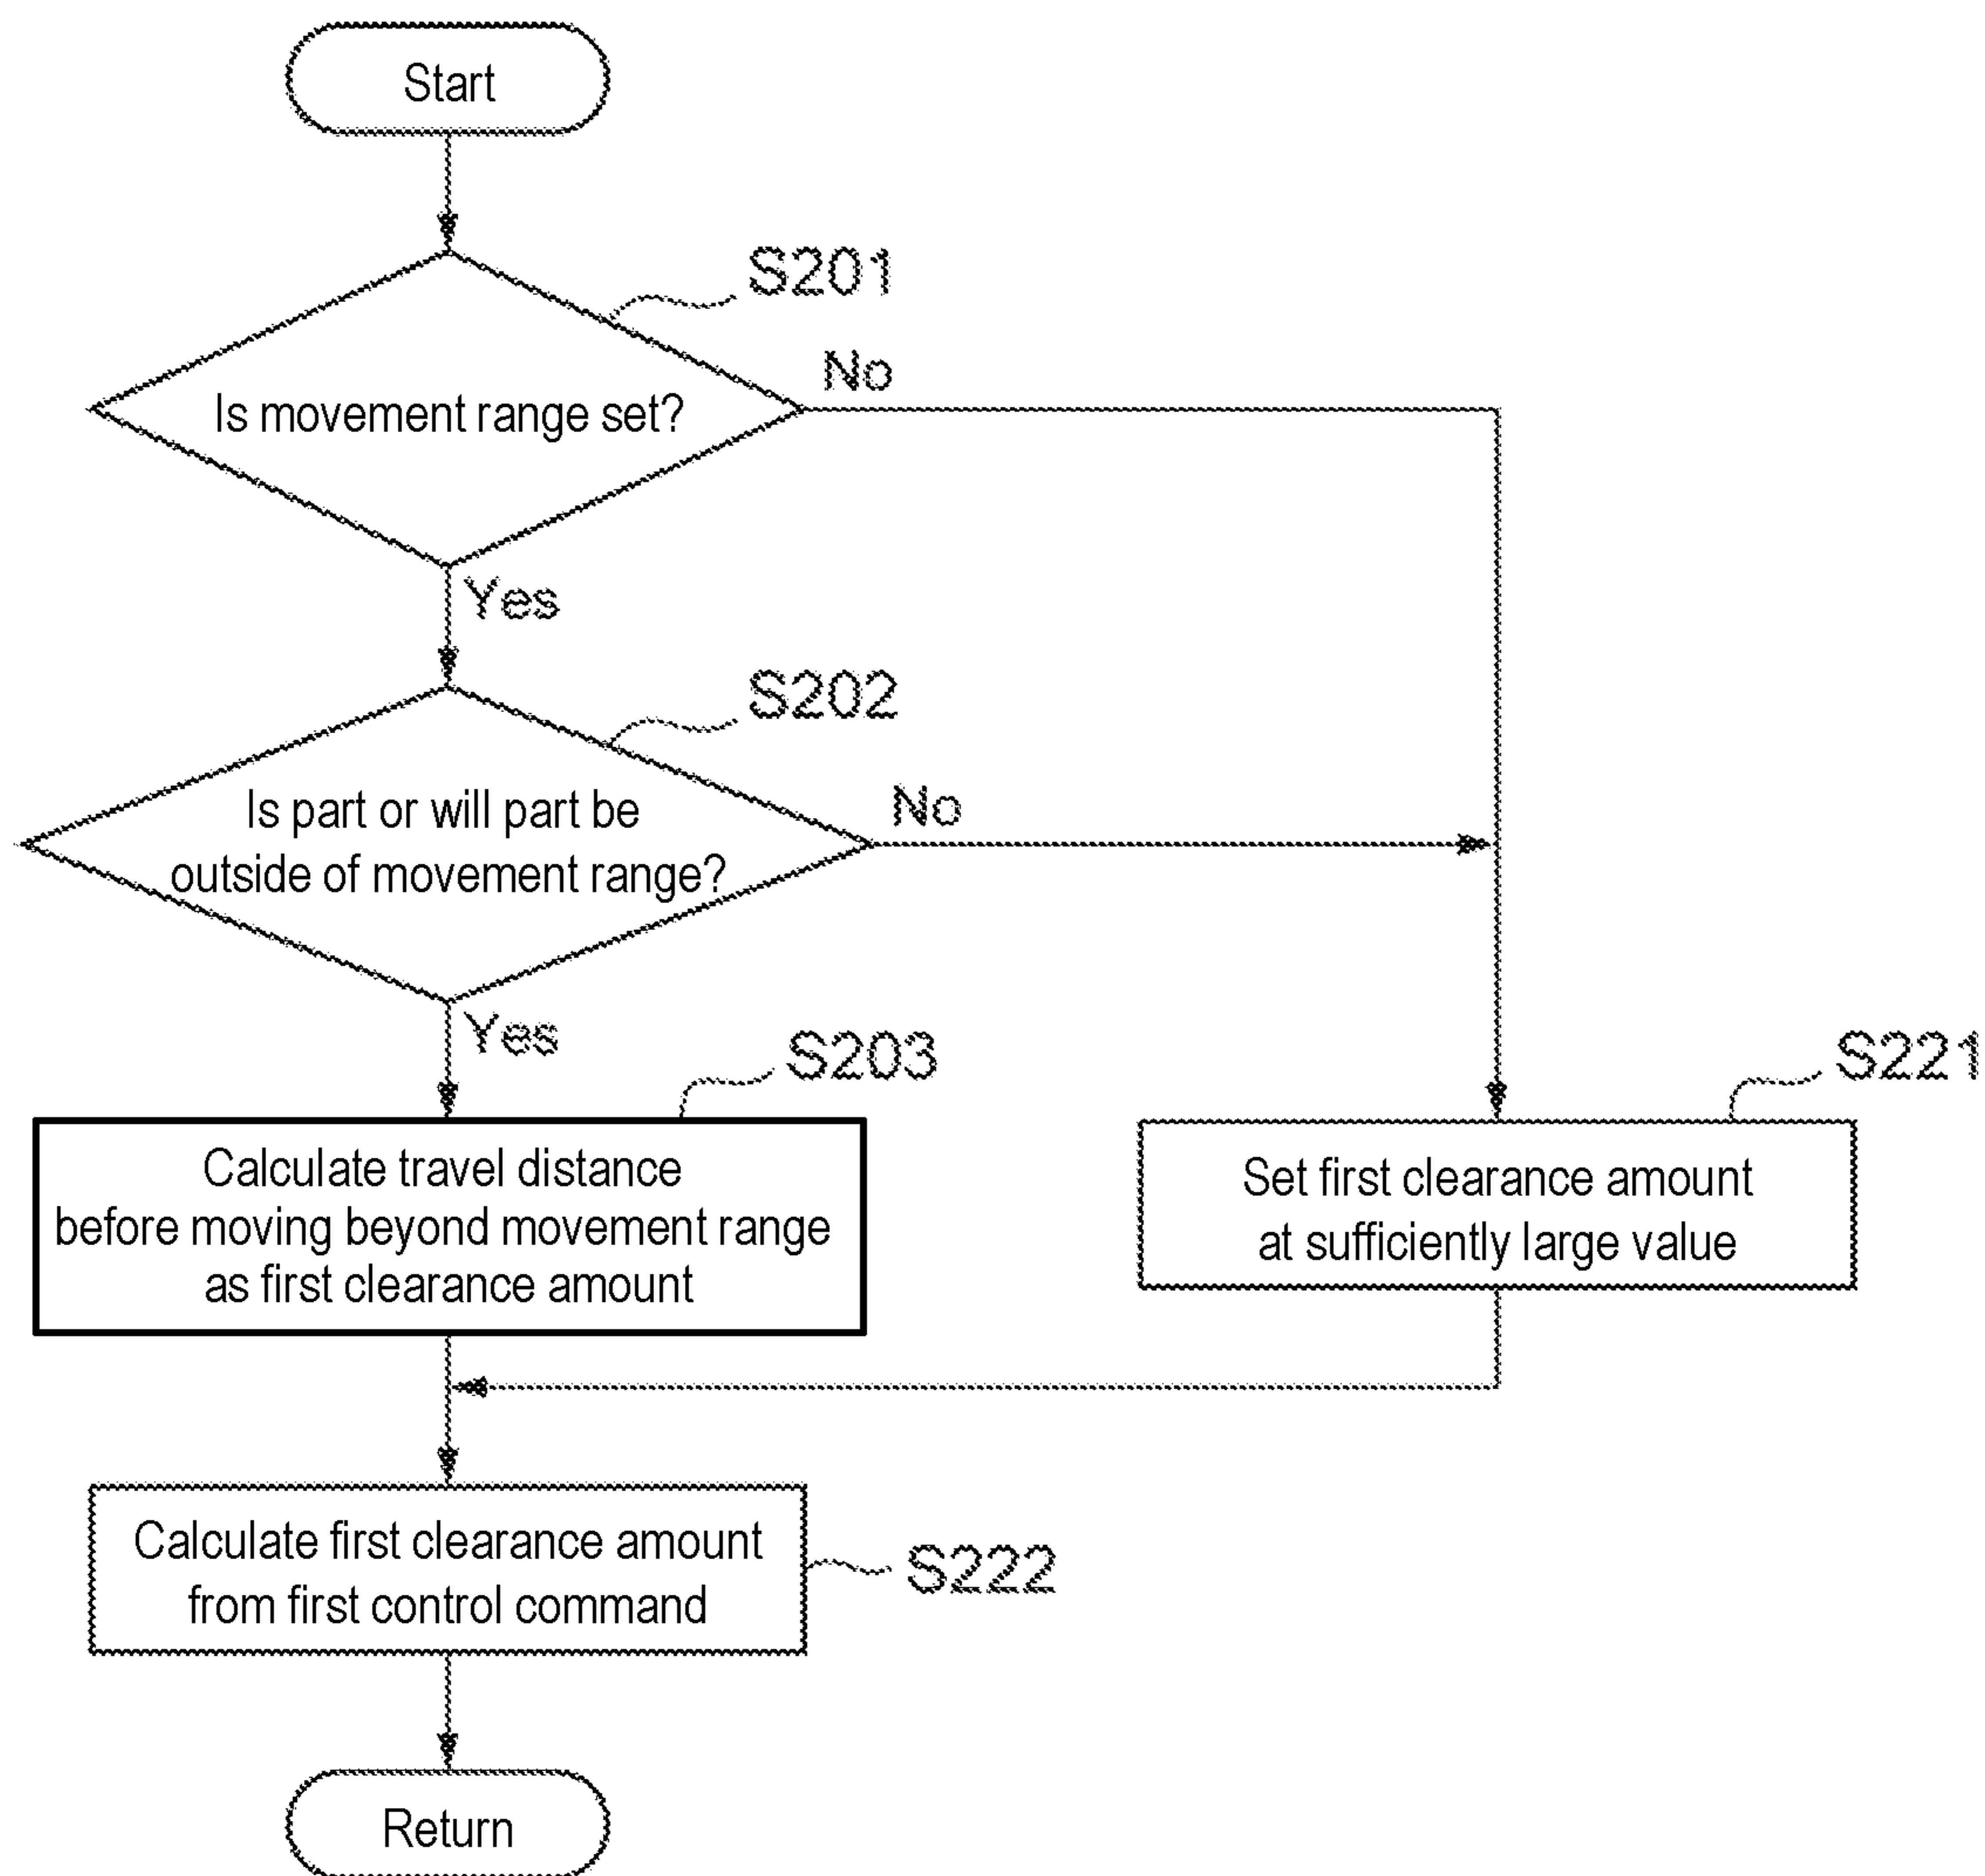 Start
S201
No
Is movement range set?
Yes
S202
Is part or will part be
outside of movement range?
No
Yes
S203
S221
Calculate travel distance
before moving beyond movement range
as first clearance amount
Set first clearance amount
at sufficiently large value
Calculate first clearance amount
from first control command
S222
Return